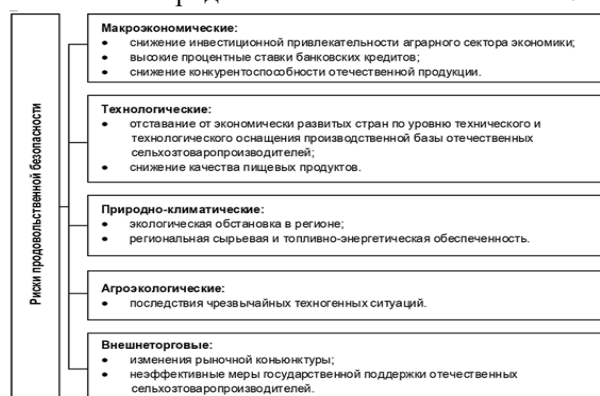 Риски продовольственной безопасности
Макроэкономические:
• снижение инвестиционной привлекательности аграрного сектора экономики;
• высокие процентные ставки банковских кредитов;
• снижение конкурентоспособности отечественной продукции.
Технологические:
• отставание от экономически развитых стран по уровню технического и
технологического оснащения производственной базы отечественных
сельхозтоваропроизводителей;
• снижение качества пищевых продуктов.
Природно-климатические:
• экологическая обстановка в регионе;
• региональная сырьевая и топливно-энергетическая обеспеченность.
Агроэкологические:
• последствия чрезвычайных техногенных ситуаций.
Внешнеторговые:
• изменения рыночной коньюнктуры;
• неэффективные меры государственной поддержки отечественных
сельхозтоваропроизводителей.